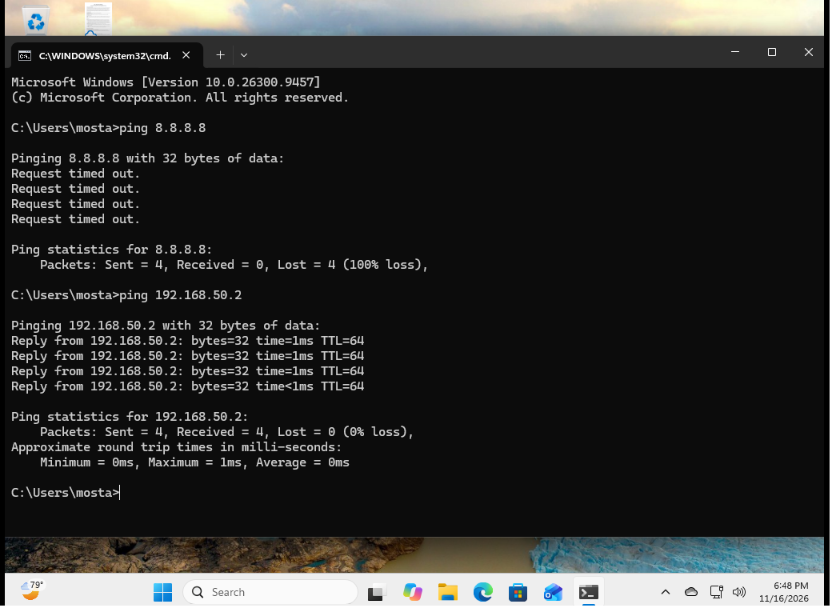 C:\WINDOWS\system32\cmd.
Microsoft Windows [Version 10.0.26300.9457]
(c) Microsoft Corporation. All rights reserved.
C:\Users\mosta>ping 8.8.8.8
Pinging 8.8.8.8 with 32 bytes of data:
Request timed out.
Request timed out.
Request timed out.
Request timed out.
Ping statistics for 8.8.8.8:
    Packets: Sent = 4, Received = 0, Lost = 4 (100% loss),
C:\Users\mosta>ping 192.168.50.2
Pinging 192.168.50.2 with 32 bytes of data:
Reply from 192.168.50.2: bytes=32 time=1ms TTL=64
Reply from 192.168.50.2: bytes=32 time=1ms TTL=64
Reply from 192.168.50.2: bytes=32 time=1ms TTL=64
Reply from 192.168.50.2: bytes=32 time<1ms TTL=64
Ping statistics for 192.168.50.2:
    Packets: Sent = 4, Received = 4, Lost = 0 (0% loss),
Approximate round trip times in milli-seconds:
    Minimum = 0ms, Maximum = 1ms, Average = 0ms
C:\Users\mosta>
79°
Search
6:48 PM
11/16/2026